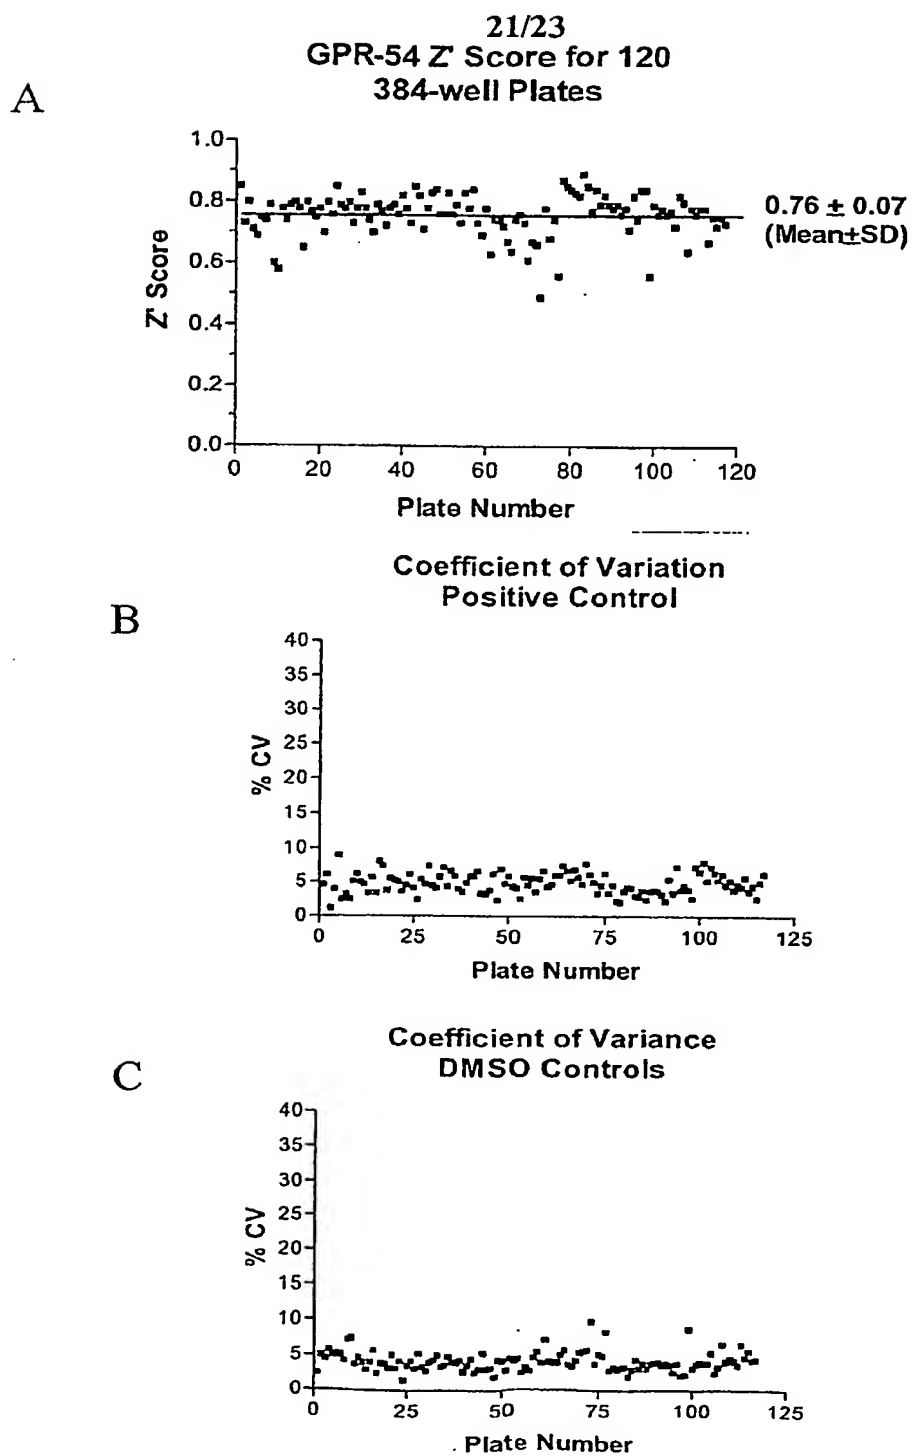 21/23
GPR-54 Z' Score for 120
384-well Plates
A
1.0
0.8
0.6
0.4
0.2
0.0
Z' Score
0.76 ± 0.07
(Mean±SD)
0 20 40 60 80 100 120
Plate Number
Coefficient of Variation
Positive Control
B
40
35
30
25
20
15
10
5
0
% CV
0 25 50 75 100 125
Plate Number
Coefficient of Variance
DMSO Controls
C
40
35
30
25
20
15
10
5
0
% CV
0 25 50 75 100 125
Plate Number